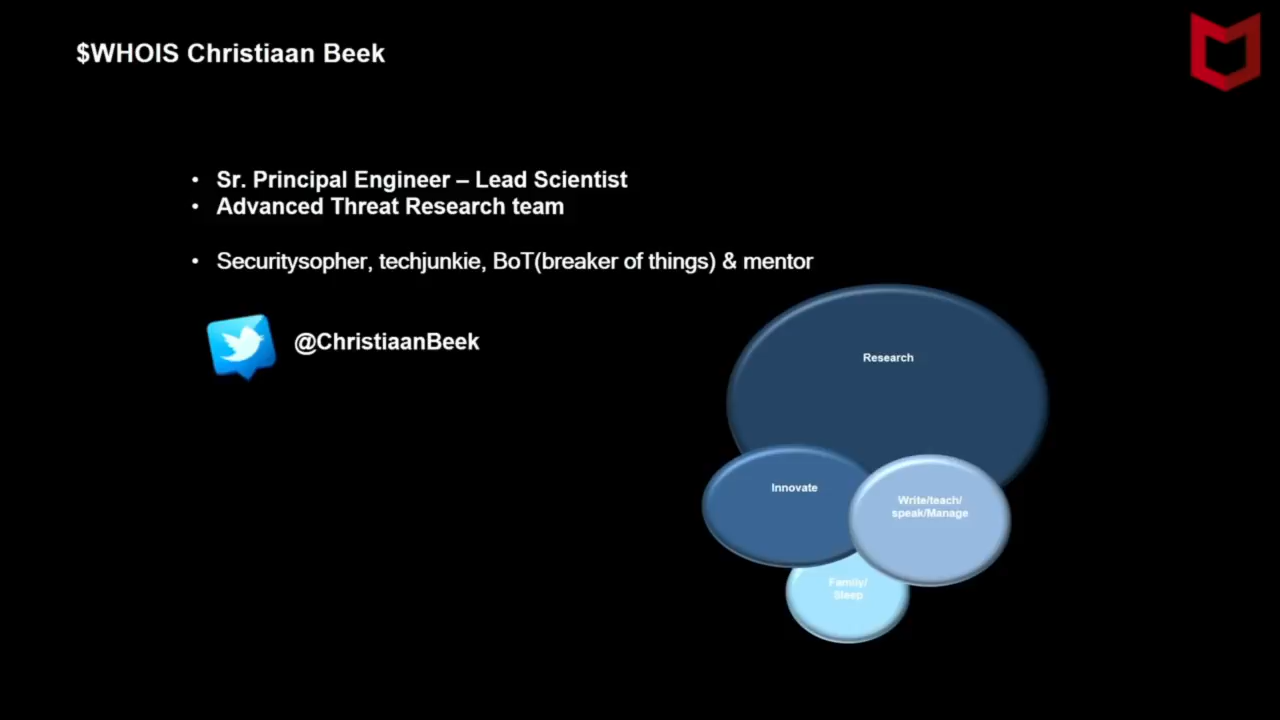 $WHOIS Christiaan Beek
• Sr. Principal Engineer – Lead Scientist
• Advanced Threat Research team
• Securitysopher, techjunkie, BoT(breaker of things) & mentor
@ChristiaanBeek
Research
Innovate
Write/teach/
speak/Manage
Family/
Sleep